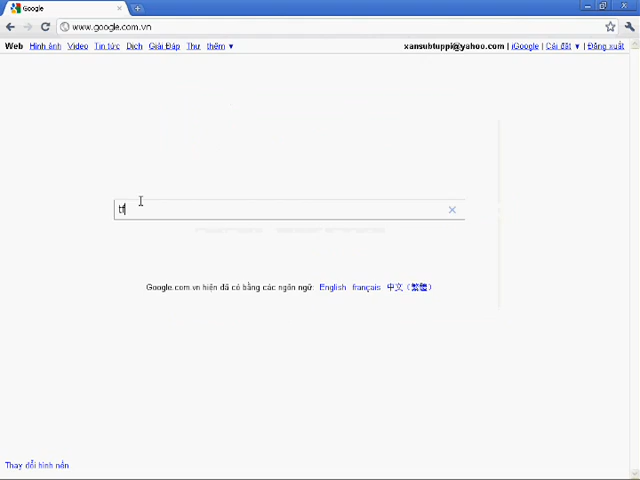 Google
www.google.com.vn
Web Hình ảnh Video Tin tức Dịch Giải Đáp Thư thêm ▼ xansubtuppi@yahoo.com | iGoogle | Cài đặt ▼ | Đăng xuất
Google.com.vn hiện đã có bằng các ngôn ngữ: English français 中文 (繁體)
Thay đổi hình nền